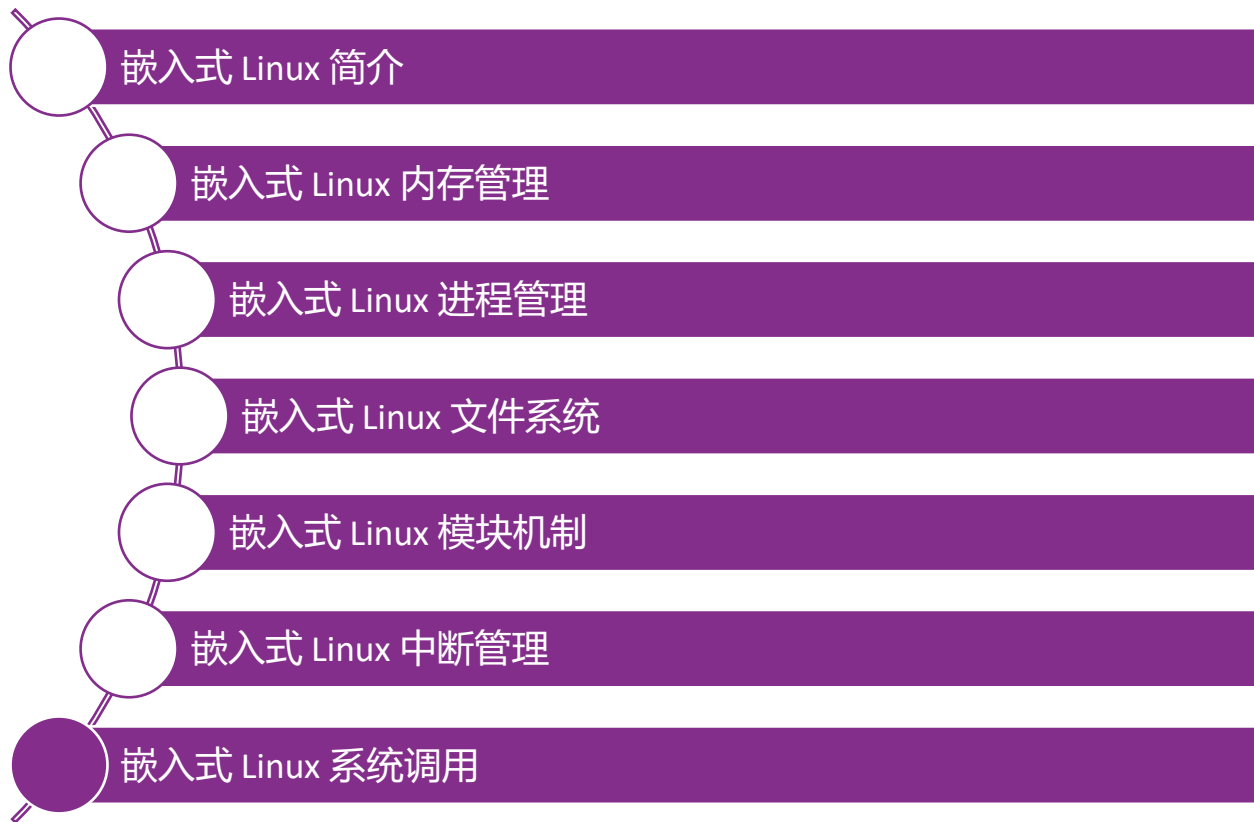 嵌入式 Linux 简介
嵌入式 Linux 内存管理
嵌入式 Linux 进程管理
嵌入式 Linux 文件系统
嵌入式 Linux 模块机制
嵌入式 Linux 中断管理
嵌入式 Linux 系统调用